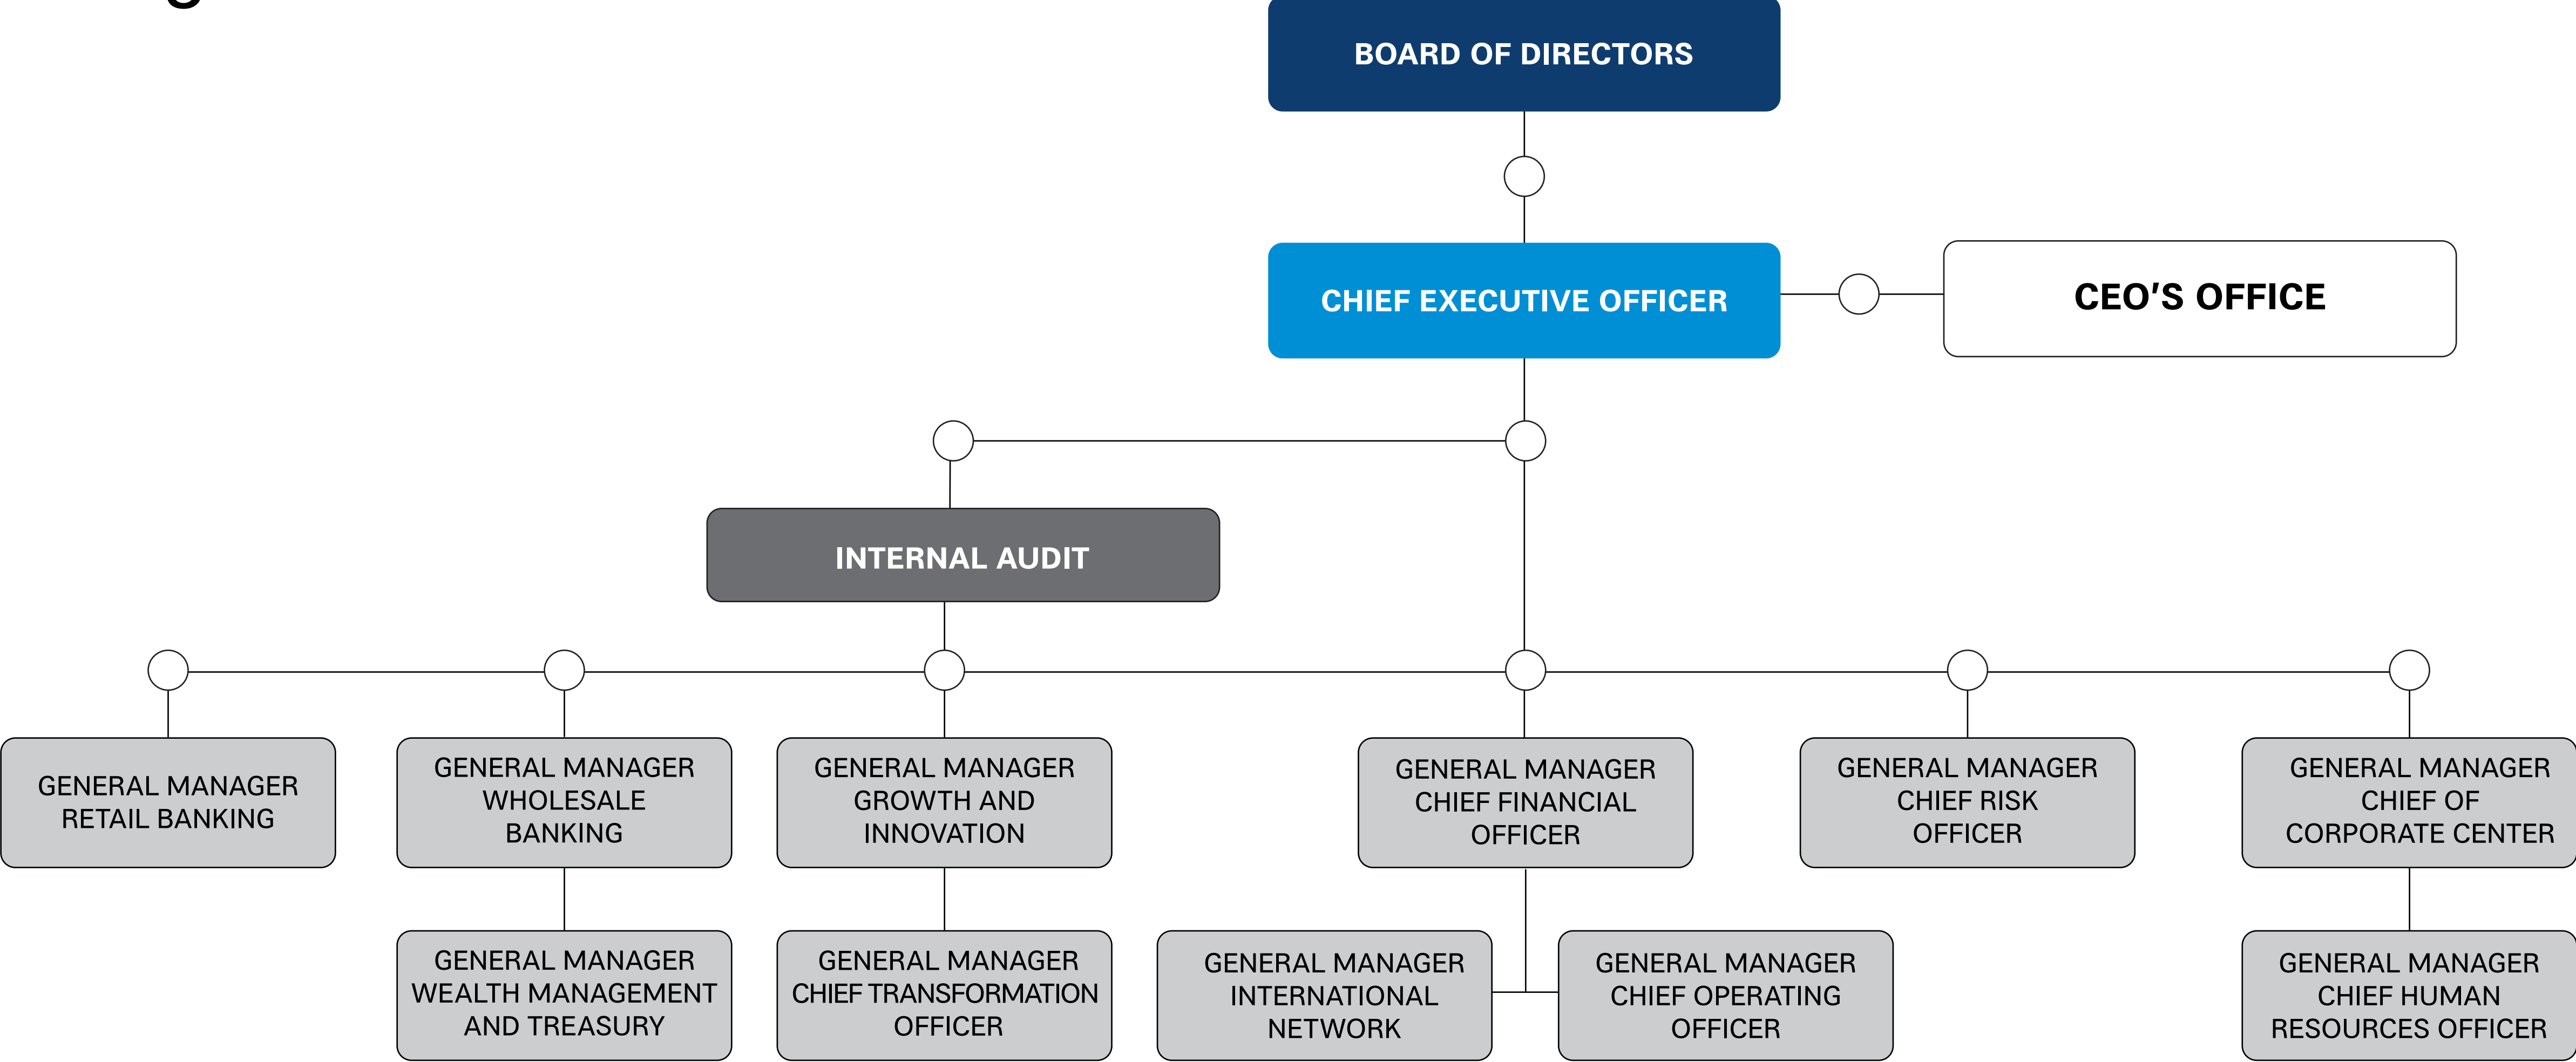 BOARD OF DIRECTORS
CHIEF EXECUTIVE OFFICER
CEO'S OFFICE
INTERNAL AUDIT
GENERAL MANAGER
RETAIL BANKING
GENERAL MANAGER
WHOLESALE
BANKING
GENERAL MANAGER
GROWTH AND
INNOVATION
GENERAL MANAGER
CHIEF FINANCIAL
OFFICER
GENERAL MANAGER
CHIEF RISK
OFFICER
GENERAL MANAGER
CHIEF OF
CORPORATE CENTER
GENERAL MANAGER
WEALTH MANAGEMENT
AND TREASURY
GENERAL MANAGER
CHIEF TRANSFORMATION
OFFICER
GENERAL MANAGER
INTERNATIONAL
NETWORK
GENERAL MANAGER
CHIEF OPERATING
OFFICER
GENERAL MANAGER
CHIEF HUMAN
RESOURCES OFFICER